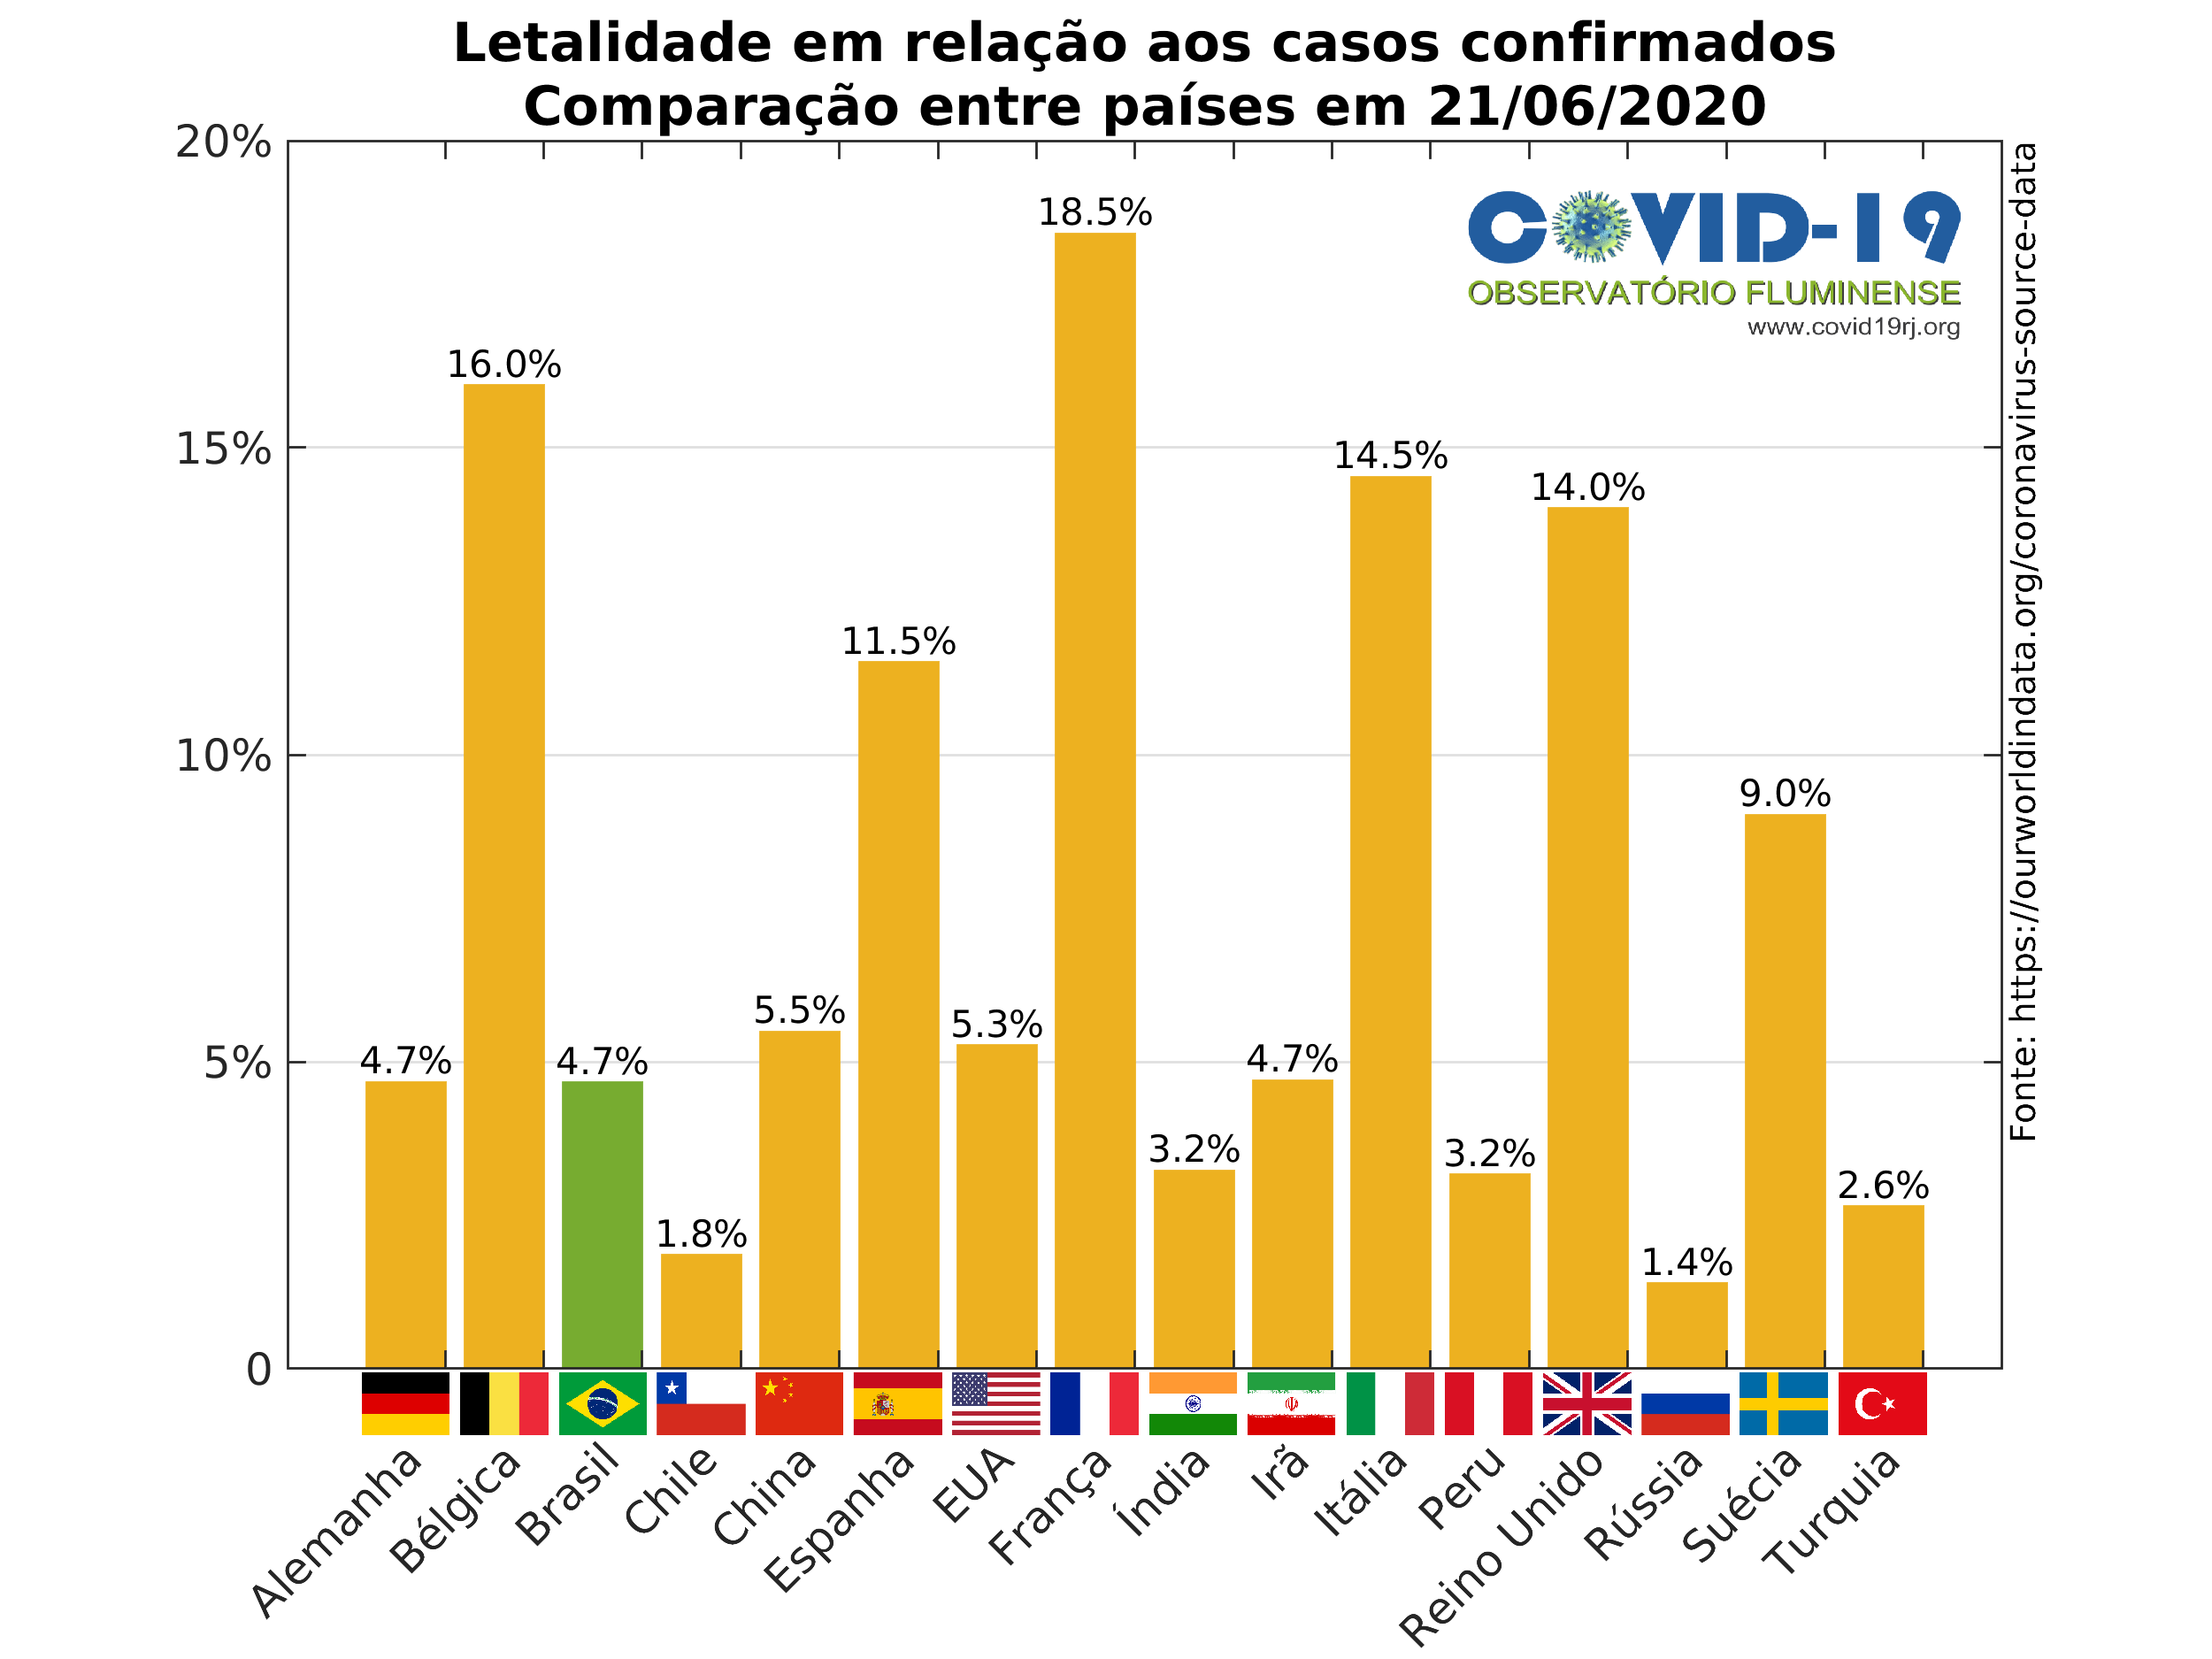 Letalidade em relação aos casos confirmados
Comparação entre países em 21/06/2020
20%
15%
10%
5%
0
COVID-19
OBSERVATÓRIO FLUMINENSE
www.covid19rj.org
Fonte: https://ourworldindata.org/coronavirus-source-data
4.7%
16.0%
4.7%
1.8%
5.5%
11.5%
5.3%
18.5%
3.2%
4.7%
14.5%
3.2%
14.0%
1.4%
9.0%
2.6%
Alemanha
Bélgica
Brasil
Chile
China
Espanha
EUA
França
Índia
Irã
Itália
Peru
Reino Unido
Rússia
Suécia
Turquia